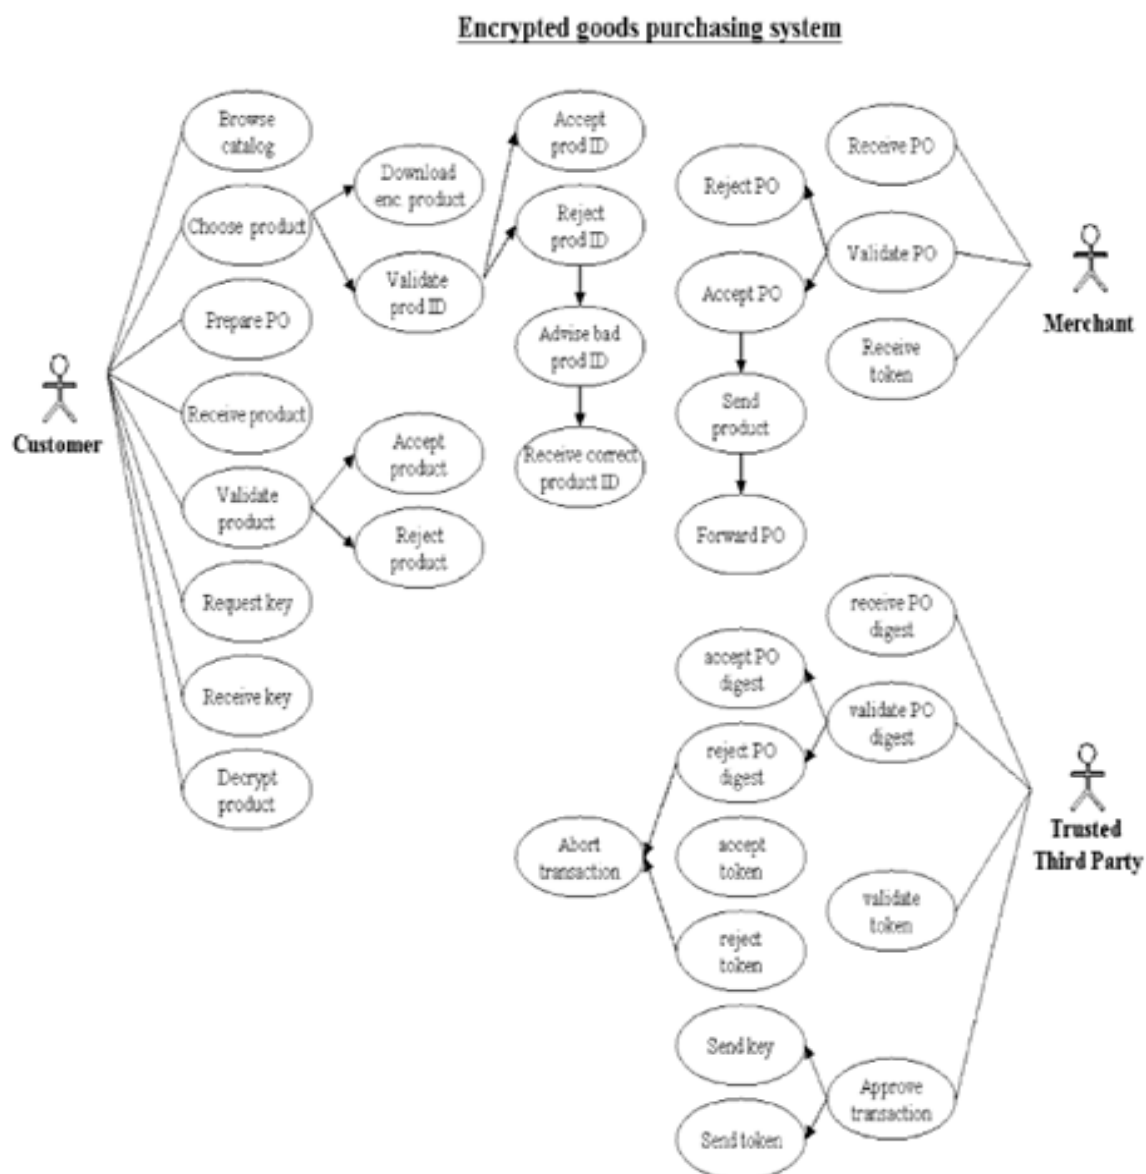 Encrypted goods purchasing system
Browse
catalog
Choose product
Prepare PO
Receive product
Validate
product
Request key
Receive key
Decrypt
product
Customer
Download
enc. product
Validate
prod ID
Accept
product
Reject
product
Accept
prod ID
Reject
prod ID
Advise bad
prod ID
Receive correct
product ID
Reject PO
Accept PO
Send
product
Forward PO
Receive PO
Validate PO
Receive
token
Merchant
receive PO
digest
validate PO
digest
accept PO
digest
reject PO
digest
Abort
transaction
accept
token
reject
token
validate
token
Trusted
Third Party
Send key
Send token
Approve
transaction